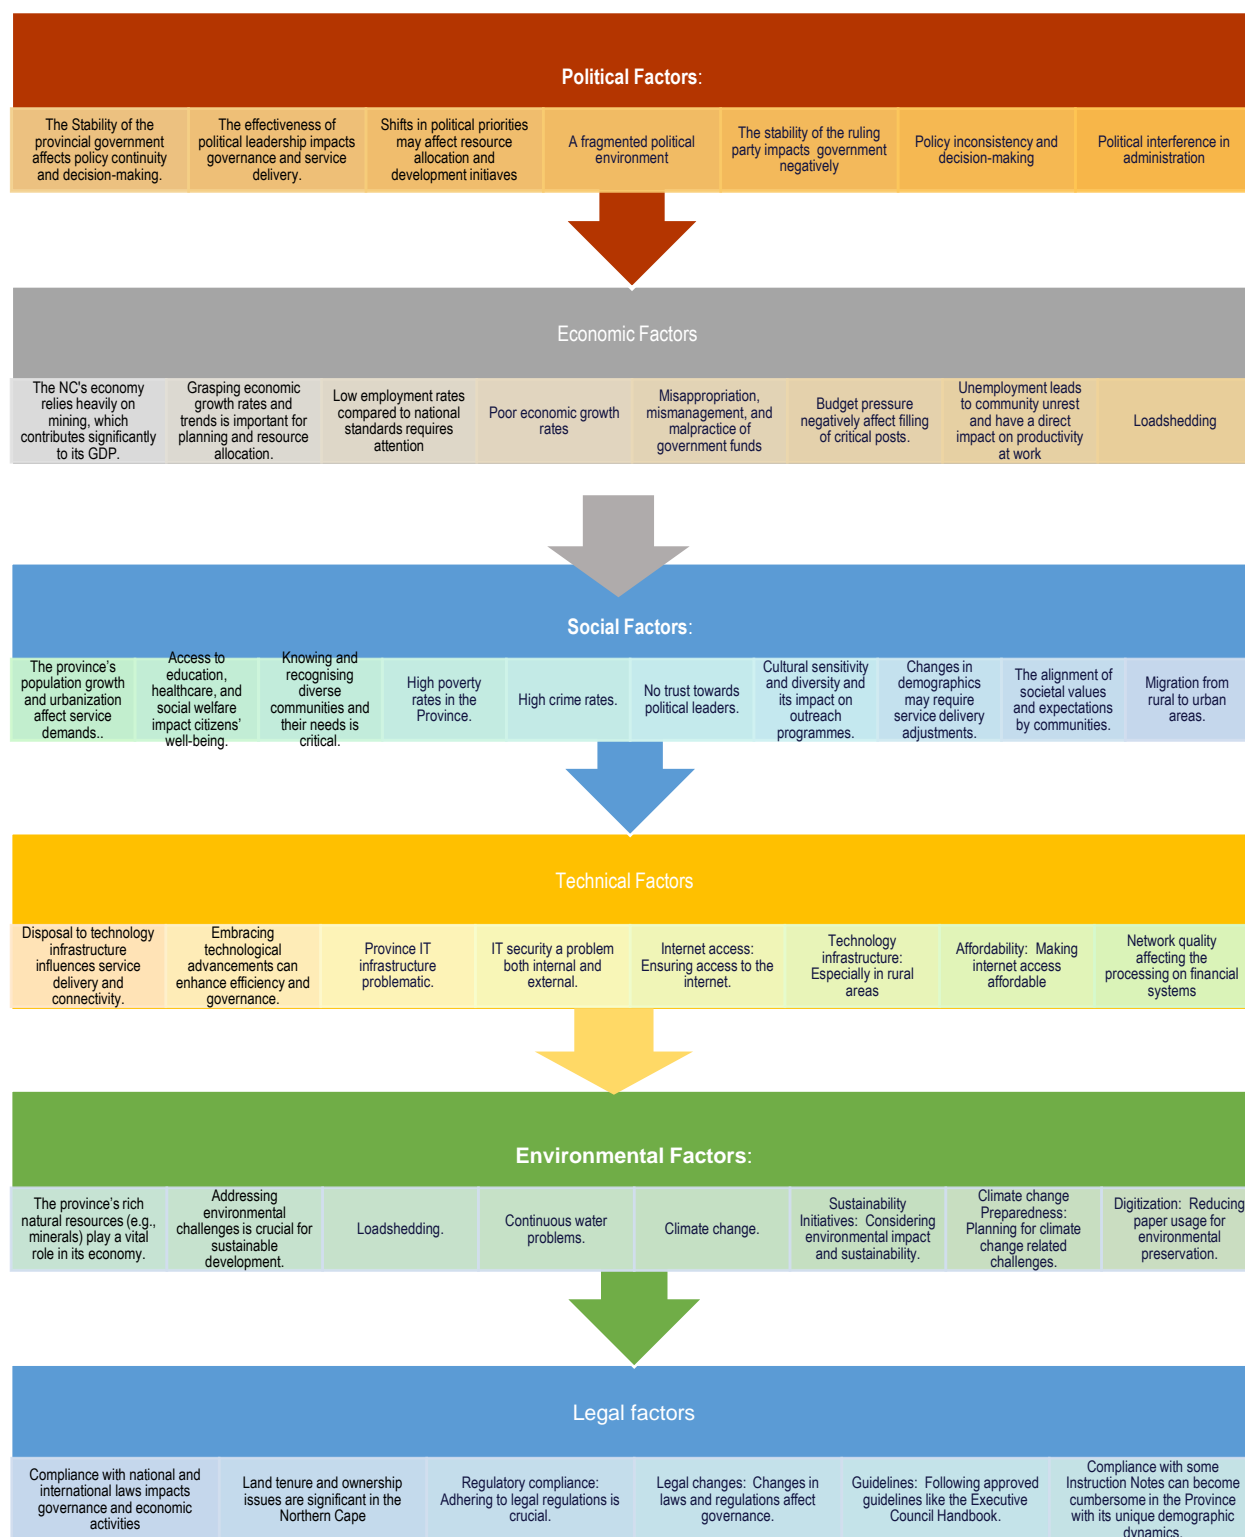 Political Factors:
The Stability of the
provincial government
affects policy continuity
and decision-making.
The effectiveness of
political leadership impacts
governance and service
delivery.
Shifts in political priorities
may affect resource
allocation and
development initiaves
A fragmented political
environment
The stability of the ruling
party impacts  government
negatively
Policy inconsistency and
decision-making
Political interference in
administration
Economic Factors
The NC's economy
relies heavily on
mining, which
contributes significantly
to its GDP.
Grasping economic
growth rates and
trends is important for
planning and resource
allocation.
Low employment rates
compared to national
standards requires
attention
Poor economic growth
rates
Misappropriation,
mismanagement, and
malpractice of
government funds
Budget pressure
negatively affect filling
of critical posts.
Unemployment leads
to community unrest
and have a direct
impact on productivity
at work
Loadshedding
Social Factors:
The province’s
population growth
and urbanization
affect service
demands..
Access to
education,
healthcare, and
social welfare
impact citizens’
well-being.
Knowing and
recognising
diverse
communities and
their needs is
critical.
High poverty
rates in the
Province.
High crime rates.
No trust towards
political leaders.
Cultural sensitivity
and diversity and
its impact on
outreach
programmes.
Changes in
demographics
may require
service delivery
adjustments.
The alignment of
societal values
and expectations
by communities.
Migration from
rural to urban
areas.
Technical Factors
Disposal to technology
infrastructure
influences service
delivery and
connectivity.
Embracing
technological
advancements can
enhance efficiency and
governance.
Province IT
infrastructure
problematic.
IT security a problem
both internal and
external.
Internet access:
Ensuring access to the
internet.
Technology
infrastructure:
Especially in rural
areas
Affordability:  Making
internet access
affordable
Network quality
affecting the
processing on financial
systems
Environmental Factors:
The province’s rich
natural resources (e.g.,
minerals) play a vital
role in its economy.
Addressing
environmental
challenges is crucial for
sustainable
development.
Loadshedding.
Continuous water
problems.
Climate change.
Sustainability
Initiatives:  Considering
environmental impact
and sustainability.
Climate change
Preparedness:
Planning for climate
change related
challenges.
Digitization:  Reducing
paper usage for
environmental
preservation.
Legal factors
Compliance with national and
international laws impacts
governance and economic
activities
Land tenure and ownership
issues are significant in the
Northern Cape
Regulatory compliance:
Adhering to legal regulations is
crucial.
Legal changes:  Changes in
laws and regulations affect
governance.
Guidelines:  Following approved
guidelines like the Executive
Council Handbook.
Compliance with some
Instruction Notes can become
cumbersome in the Province
with its unique demographic
dynamics.